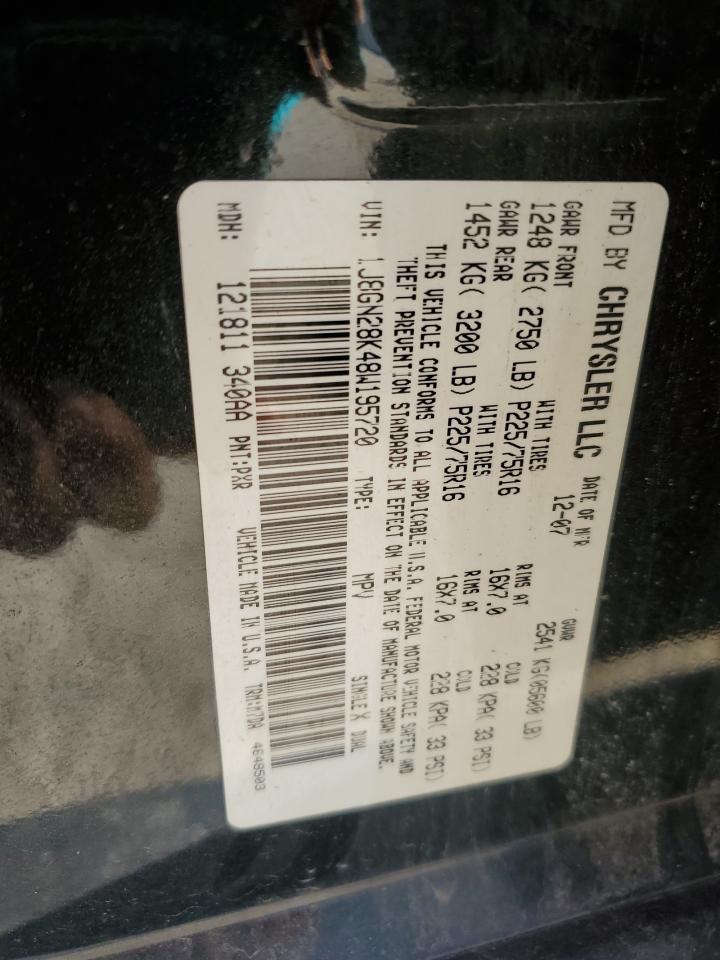 MFD BY CHRYSLER LLC DATE OF MFR 12-07 GVWR 2541 KG(05600 LB)
GAWR FRONT WITH TIRES RIMS AT COLD
1248 KG( 2750 LB) P225/75R16 16X7.0 228 KPA( 33 PSI)
GAWR REAR WITH TIRES RIMS AT COLD
1452 KG( 3200 LB) P225/75R16 16X7.0 228 KPA( 33 PSI)
THIS VEHICLE CONFORMS TO ALL APPLICABLE U.S.A. FEDERAL MOTOR VEHICLE SAFETY AND
THEFT PREVENTION STANDARDS IN EFFECT ON THE DATE OF MANUFACTURE SHOWN ABOVE.
VIN: 1J8GN28K48W195720 TYPE: MPV SINGLE X DUAL
MDH: 121811 340AA PNT:PXR VEHICLE MADE IN U.S.A. TRM:M7DA 4648503